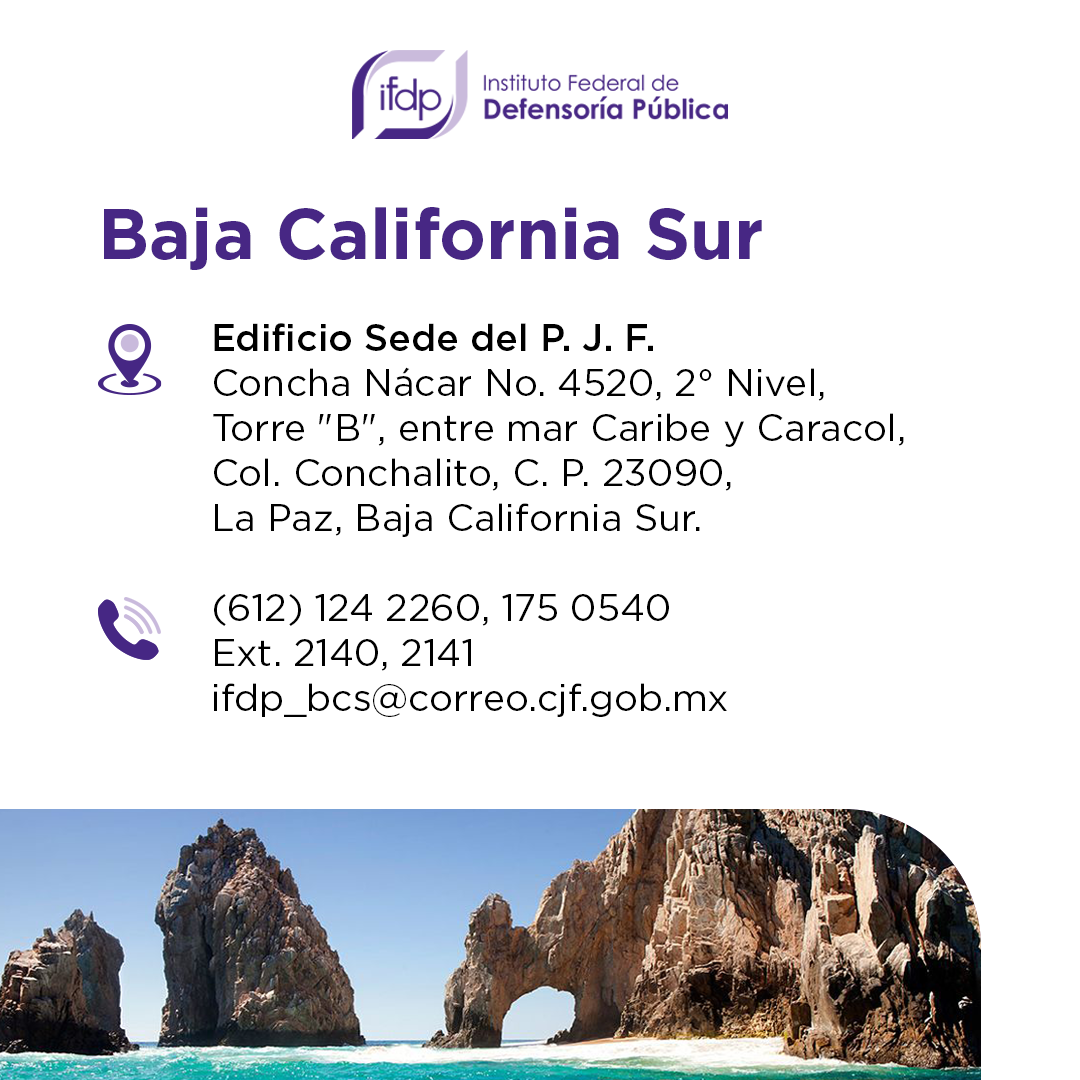 ifdp
Instituto Federal de
Defensoría Pública
Baja California Sur
Edificio Sede del P. J. F.
Concha Nácar No. 4520, 2° Nivel,
Torre "B", entre mar Caribe y Caracol,
Col. Conchalito, C. P. 23090,
La Paz, Baja California Sur.
(612) 124 2260, 175 0540
Ext. 2140, 2141
ifdp_bcs@correo.cjf.gob.mx